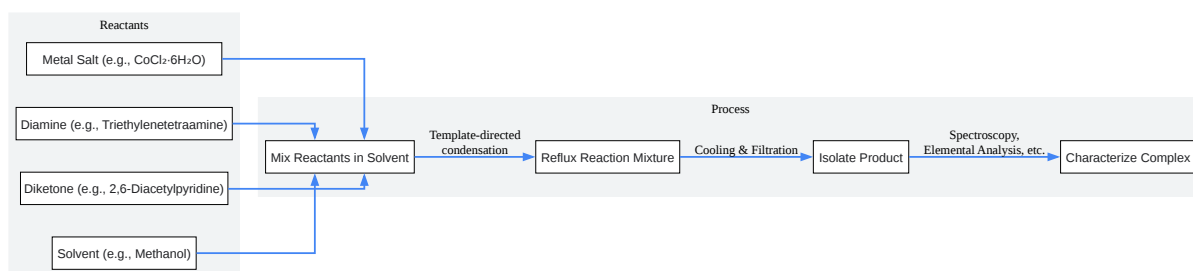 Reactants
Metal Salt (e.g., CoCl₂·6H₂O)
Diamine (e.g., Triethylenetetraamine)
Diketone (e.g., 2,6-Diacetylpyridine)
Solvent (e.g., Methanol)
Process
Mix Reactants in Solvent
Template-directed
condensation
Reflux Reaction Mixture
Cooling & Filtration
Isolate Product
Spectroscopy,
Elemental Analysis, etc.
Characterize Complex